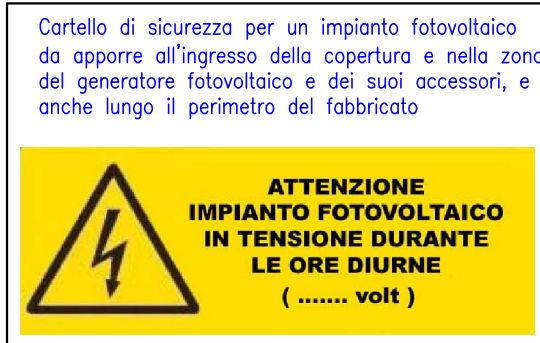 Cartello di sicurezza per un impianto fotovoltaico
da apporre all'ingresso della copertura e nella zona
del generatore fotovoltaico e dei suoi accessori, e
anche lungo il perimetro del fabbricato
ATTENZIONE
IMPIANTO FOTOVOLTAICO
IN TENSIONE DURANTE
LE ORE DIURNE
( ....... volt )